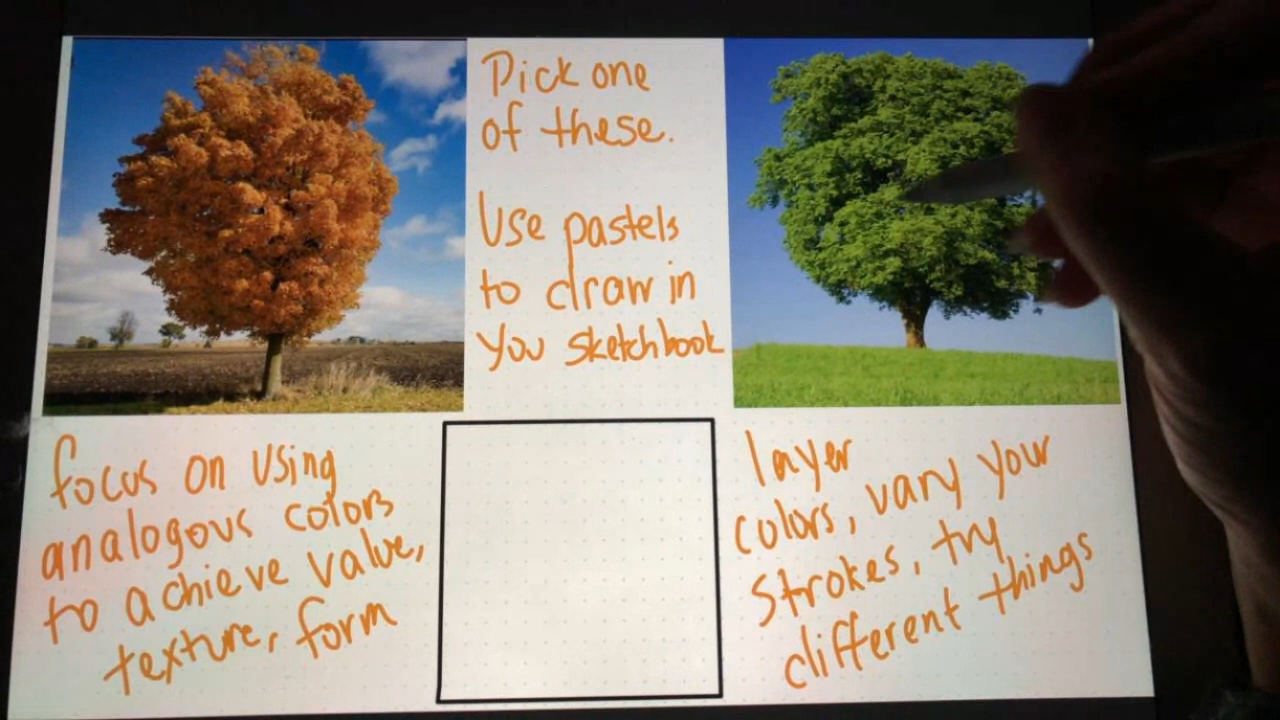 Pick one
of these.
Use pastels
to draw in
you sketchbook
focus on using
analogous colors
to achieve value,
texture, form
layer
colors, vary your
strokes, try
different things